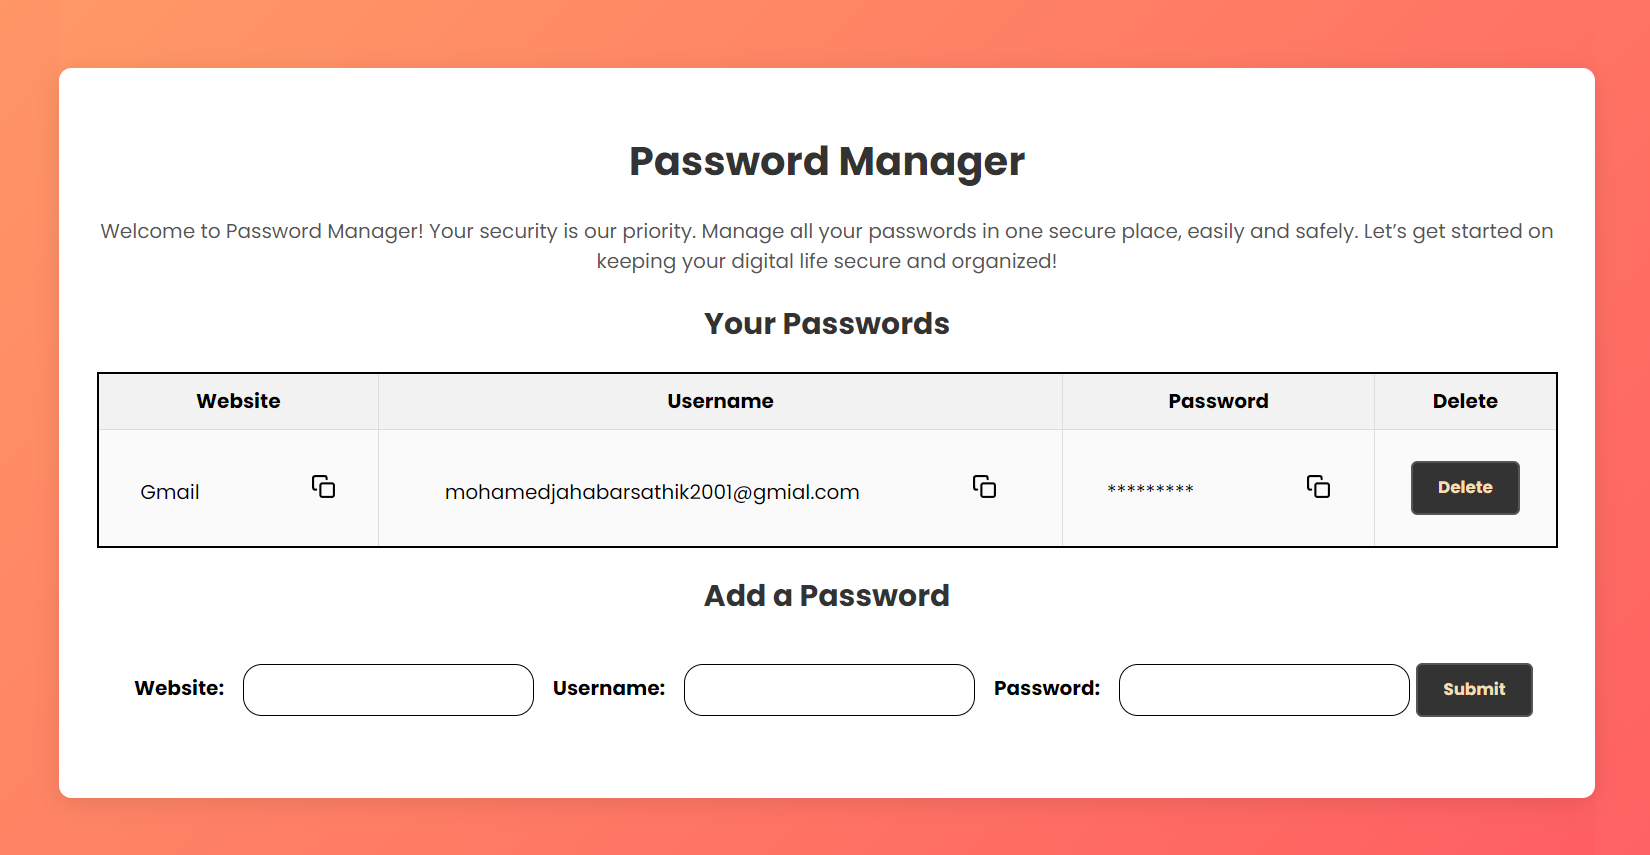 Password Manager
Welcome to Password Manager! Your security is our priority. Manage all your passwords in one secure place, easily and safely. Let’s get started on
keeping your digital life secure and organized!
Your Passwords
Website Username Password Delete
Gmail mohamedjahabarsathik2001@gmial.com ********* Delete
Add a Password
Website: Username: Password: Submit